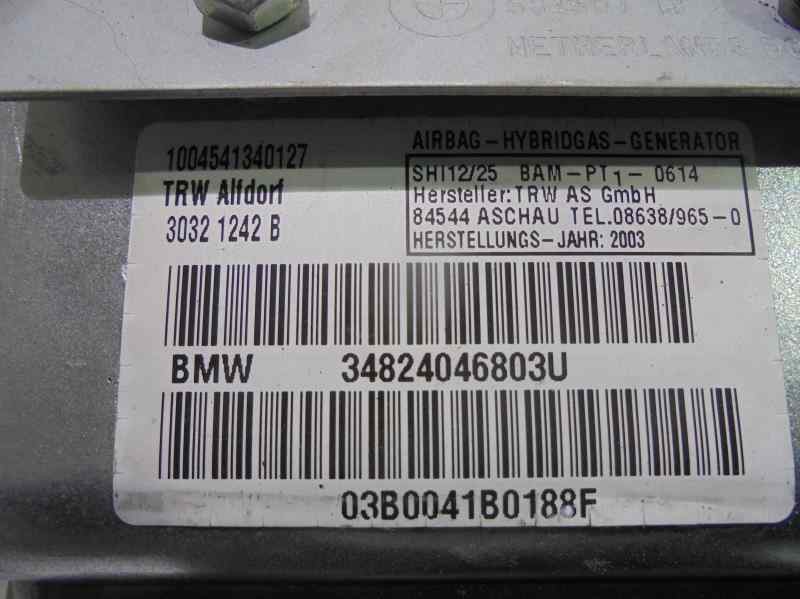 1004541340127
TRW Alfdorf
3032 1242 B
AIRBAG-HYBRIDGAS-GENERATOR
SHI12/25 BAM-PT1-0614
Hersteller:TRW AS GmbH
84544 ASCHAU TEL.08638/965-0
HERSTELLUNGS-JAHR: 2003
BMW 34824046803U
03B0041B0188F